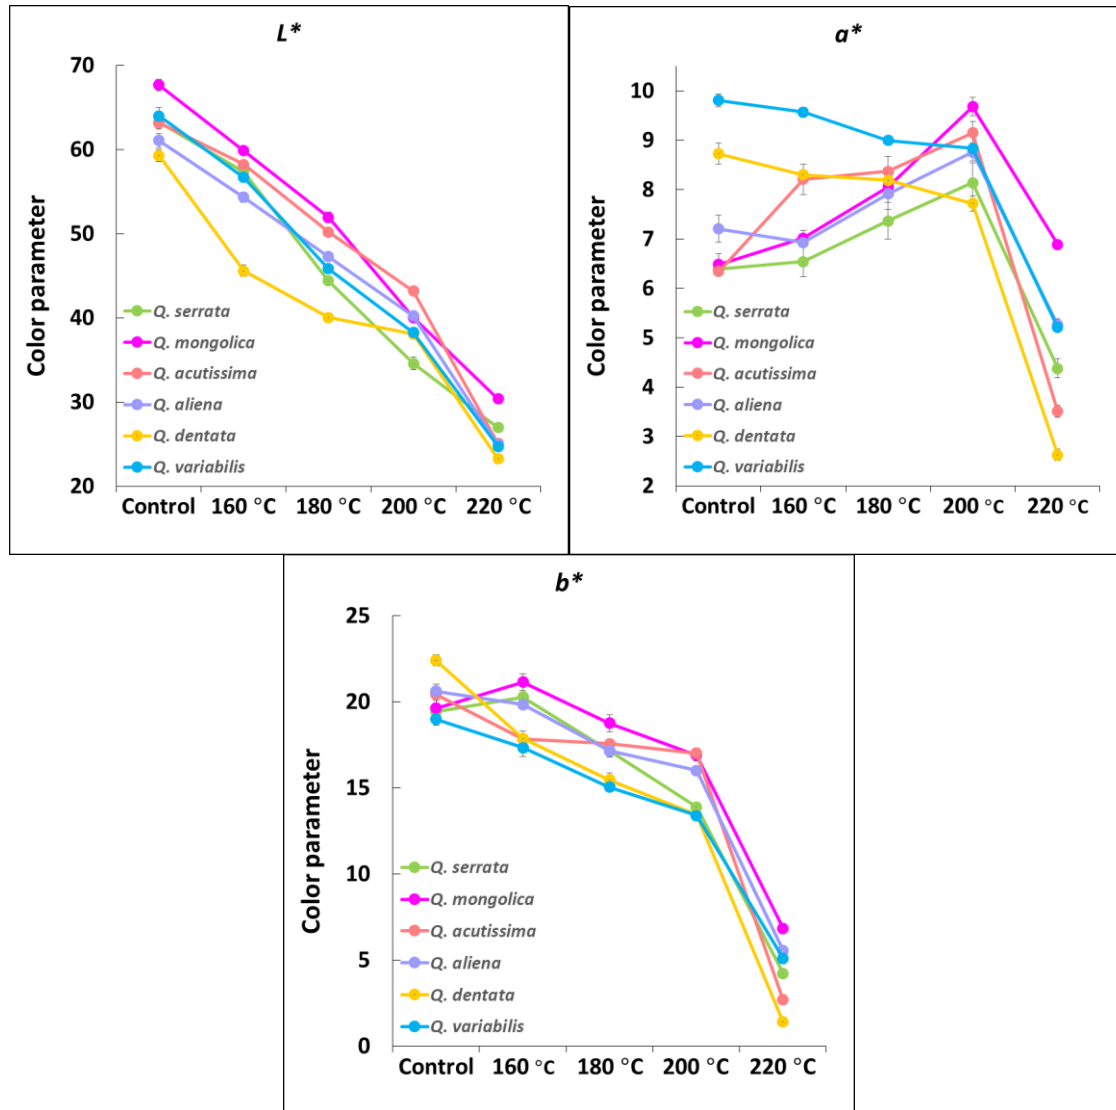 L*
Color parameter
70
60
50
40
30
20
Q. serrata
Q. mongolica
Q. acutissima
Q. aliena
Q. dentata
Q. variabilis
Control 160 °C 180 °C 200 °C 220 °C
a*
Color parameter
10
9
8
7
6
5
4
3
2
Q. serrata
Q. mongolica
Q. acutissima
Q. aliena
Q. dentata
Q. variabilis
Control 160 °C 180 °C 200 °C 220 °C
b*
Color parameter
25
20
15
10
5
0
Q. serrata
Q. mongolica
Q. acutissima
Q. aliena
Q. dentata
Q. variabilis
Control 160 °C 180 °C 200 °C 220 °C